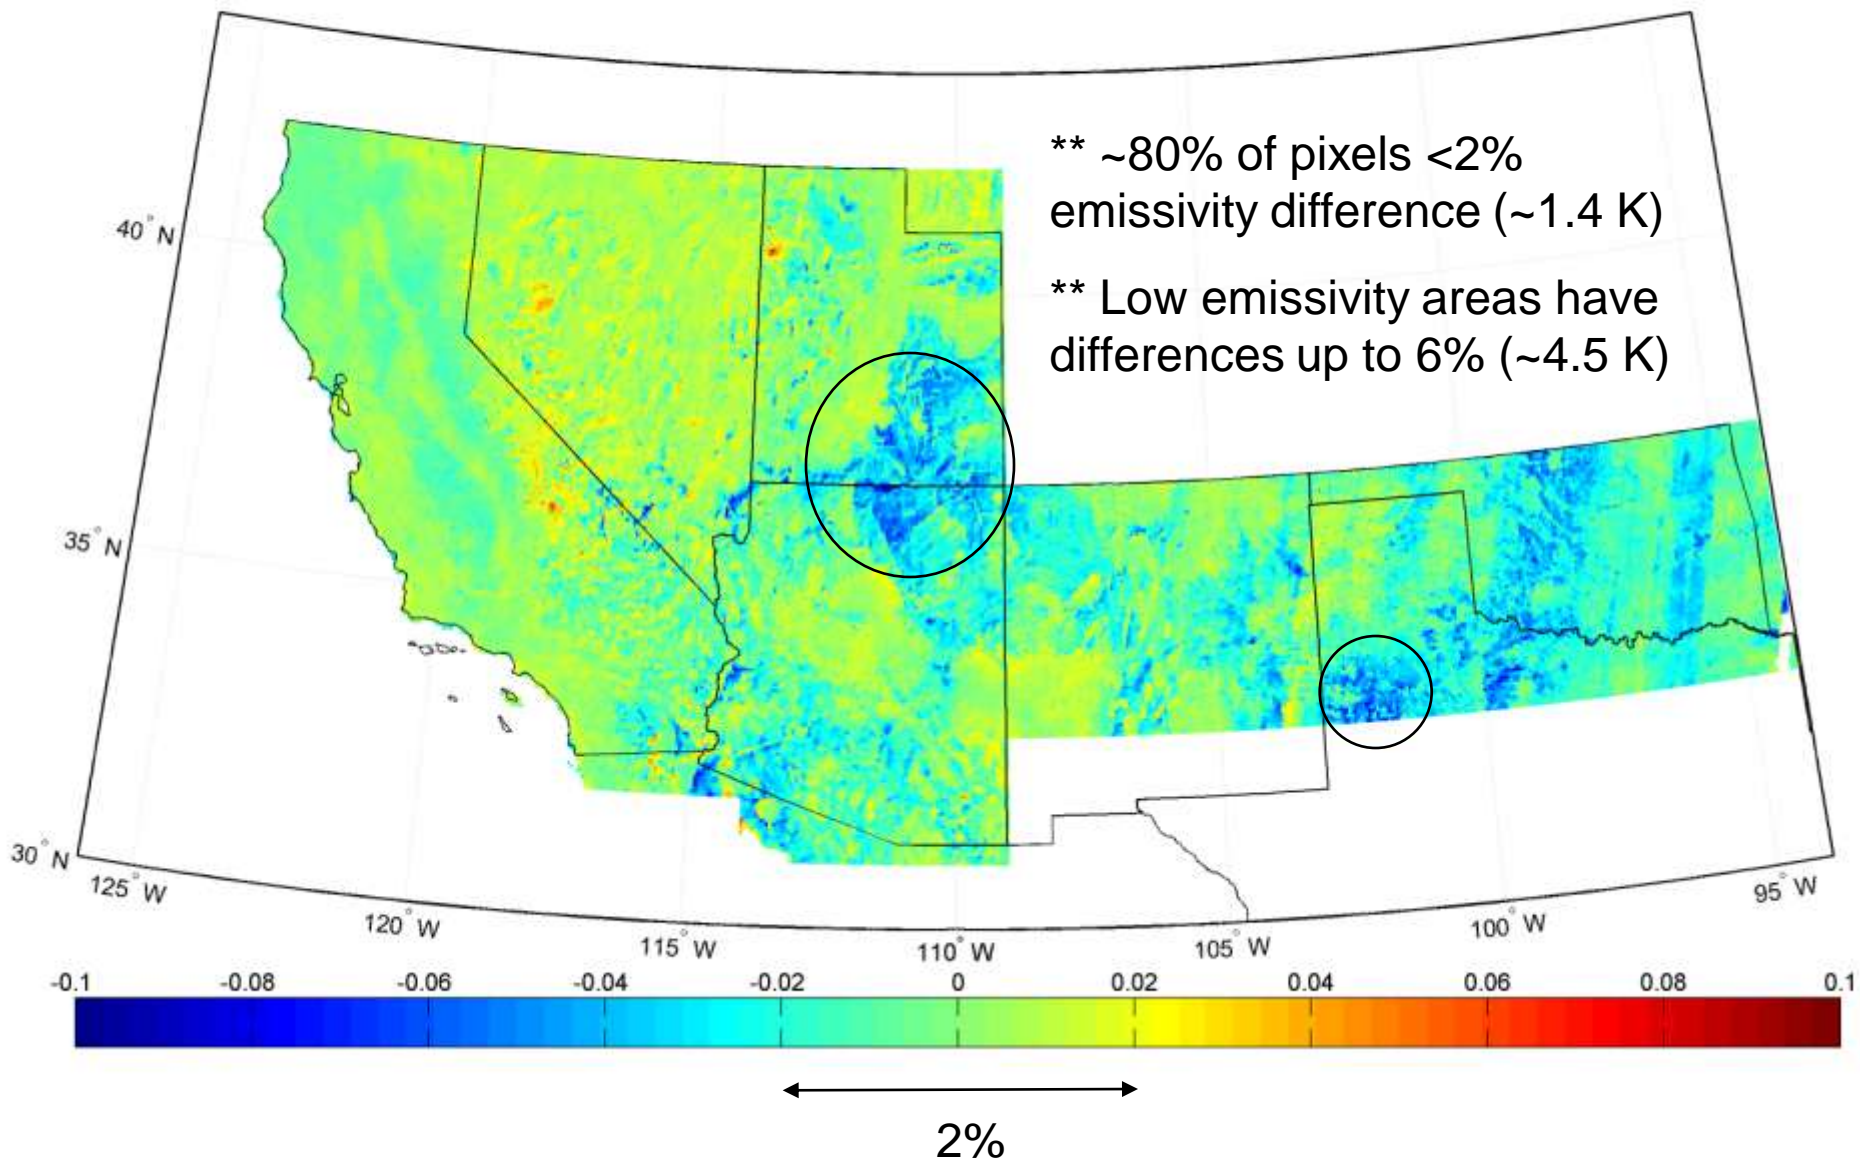 ** ~80% of pixels <2%
emissivity difference (~1.4 K)
** Low emissivity areas have
differences up to 6% (~4.5 K)
40° N
35° N
30° N
125° W
120° W
115° W
110° W
105° W
100° W
95° W
-0.1 -0.08 -0.06 -0.04 -0.02 0 0.02 0.04 0.06 0.08 0.1
2%